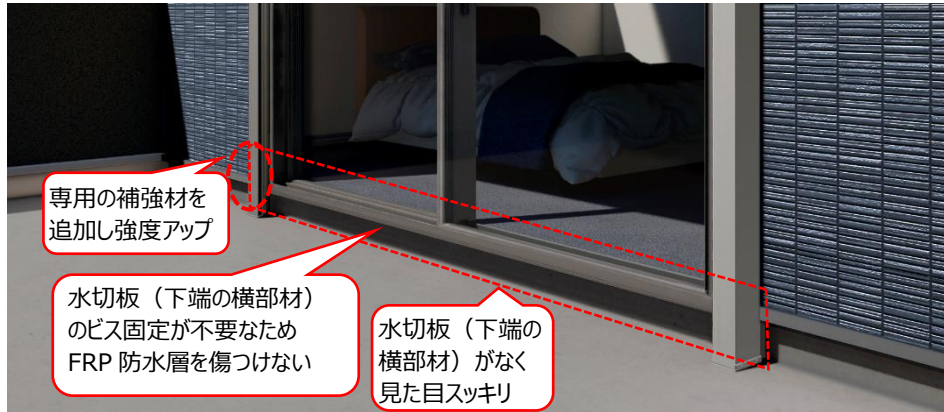 専用の補強材を
追加し強度アップ
水切板（下端の横部材）
のビス固定が不要なため
FRP 防水層を傷つけない
水切板（下端の
横部材）がなく
見た目スッキリ